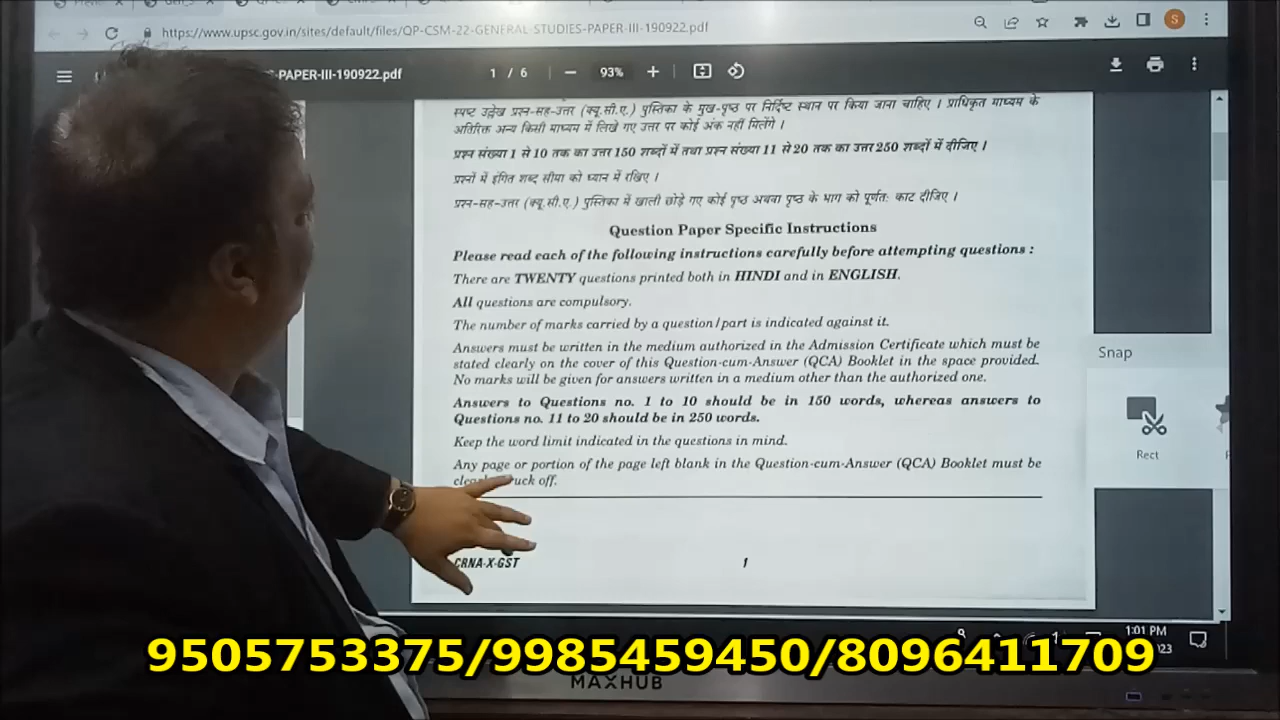 https://www.upsc.gov.in/sites/default/files/QP-CSM-22-GENERAL STUDIES-PAPER-III-190922.pdf
S
-PAPER-III-190922.pdf
1 / 6
93%
स्पष्ट उल्लेख प्रश्न-सह-उत्तर (क्यू.सी.ए.) पुस्तिका के मुख-पृष्ठ पर निर्दिष्ट स्थान पर किया जाना चाहिए । प्राधिकृत माध्यम के
अतिरिक्त अन्य किसी माध्यम में लिखे गए उत्तर पर कोई अंक नहीं मिलेंगे ।
प्रश्न संख्या 1 से 10 तक का उत्तर 150 शब्दों में तथा प्रश्न संख्या 11 से 20 तक का उत्तर 250 शब्दों में दीजिए ।
प्रश्नों में इंगित शब्द सीमा को ध्यान में रखिए ।
प्रश्न-सह-उत्तर (क्यू.सी.ए.) पुस्तिका में खाली छोड़े गए कोई पृष्ठ अथवा पृष्ठ के भाग को पूर्णतः काट दीजिए ।
Question Paper Specific Instructions
Please read each of the following instructions carefully before attempting questions :
There are TWENTY questions printed both in HINDI and in ENGLISH.
All questions are compulsory.
The number of marks carried by a question/part is indicated against it.
Answers must be written in the medium authorized in the Admission Certificate which must be
stated clearly on the cover of this Question-cum-Answer (QCA) Booklet in the space provided.
No marks will be given for answers written in a medium other than the authorized one.
Answers to Questions no. 1 to 10 should be in 150 words, whereas answers to
Questions no. 11 to 20 should be in 250 words.
Keep the word limit indicated in the questions in mind.
Any page or portion of the page left blank in the Question-cum-Answer (QCA) Booklet must be
off.
CRNA-X-GST
1
Snap
Rect
1:01 PM
9505753375/9985459450/8096411709
MAXHUB